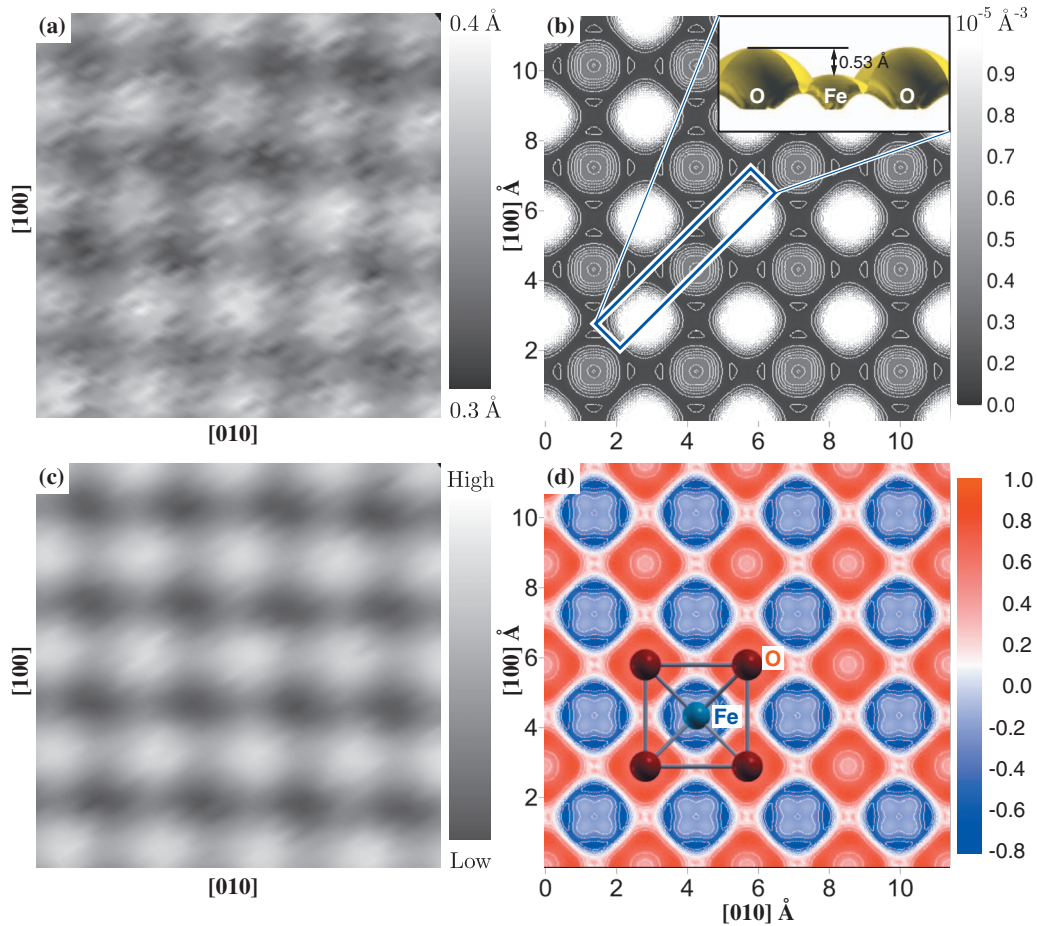 (a)
0.4 Å
0.3 Å
[100]
[010]
(b)
10⁻⁵ Å⁻³
0.53 Å
O Fe O
10
8
6
4
2
0 2 4 6 8 10
[100] Å
0.9
0.8
0.7
0.5
0.4
0.3
0.2
0.0
(c)
High
Low
[100]
[010]
(d)
O
Fe
10
8
6
4
2
0 2 4 6 8 10
[100] Å
[010] Å
1.0
0.8
0.6
0.4
0.2
0.0
-0.2
-0.4
-0.6
-0.8